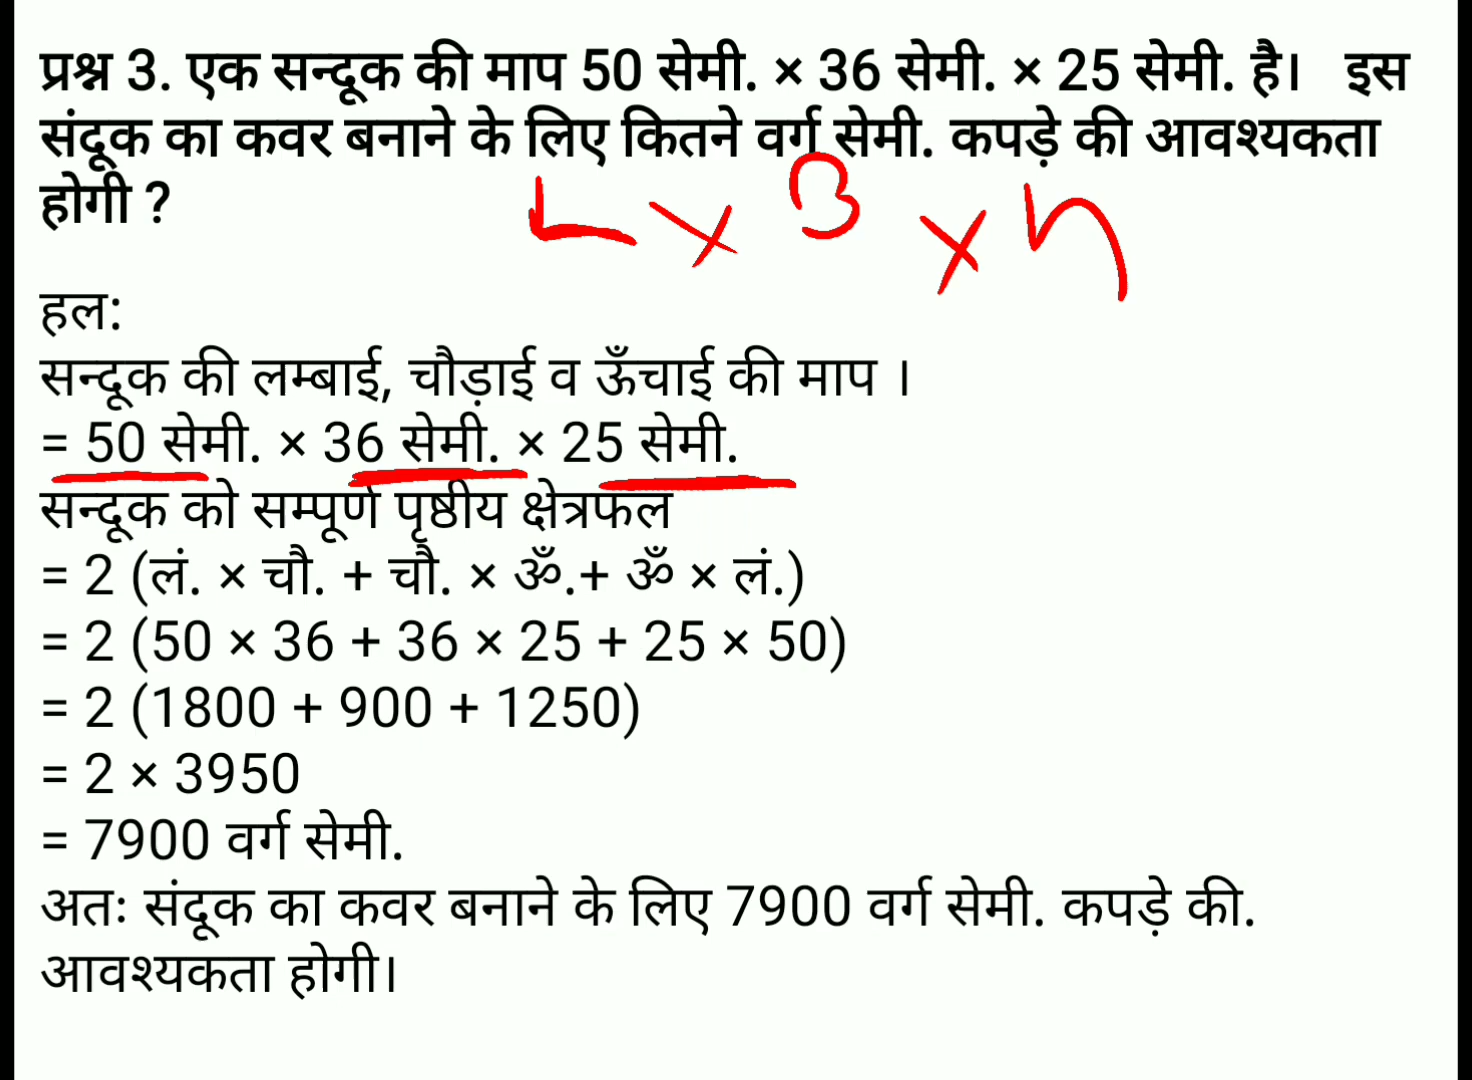 प्रश्न 3. एक सन्दूक की माप 50 सेमी. × 36 सेमी. × 25 सेमी. है। इस
संदूक का कवर बनाने के लिए कितने वर्ग सेमी. कपड़े की आवश्यकता
होगी ?
L × B × h
हल:
सन्दूक की लम्बाई, चौड़ाई व ऊँचाई की माप ।
= 50 सेमी. × 36 सेमी. × 25 सेमी.
सन्दूक को सम्पूर्ण पृष्ठीय क्षेत्रफल
= 2 (लं. × चौ. + चौ. × ॐ.+ ॐ × लं.)
= 2 (50 × 36 + 36 × 25 + 25 × 50)
= 2 (1800 + 900 + 1250)
= 2 × 3950
= 7900 वर्ग सेमी.
अतः संदूक का कवर बनाने के लिए 7900 वर्ग सेमी. कपड़े की.
आवश्यकता होगी।